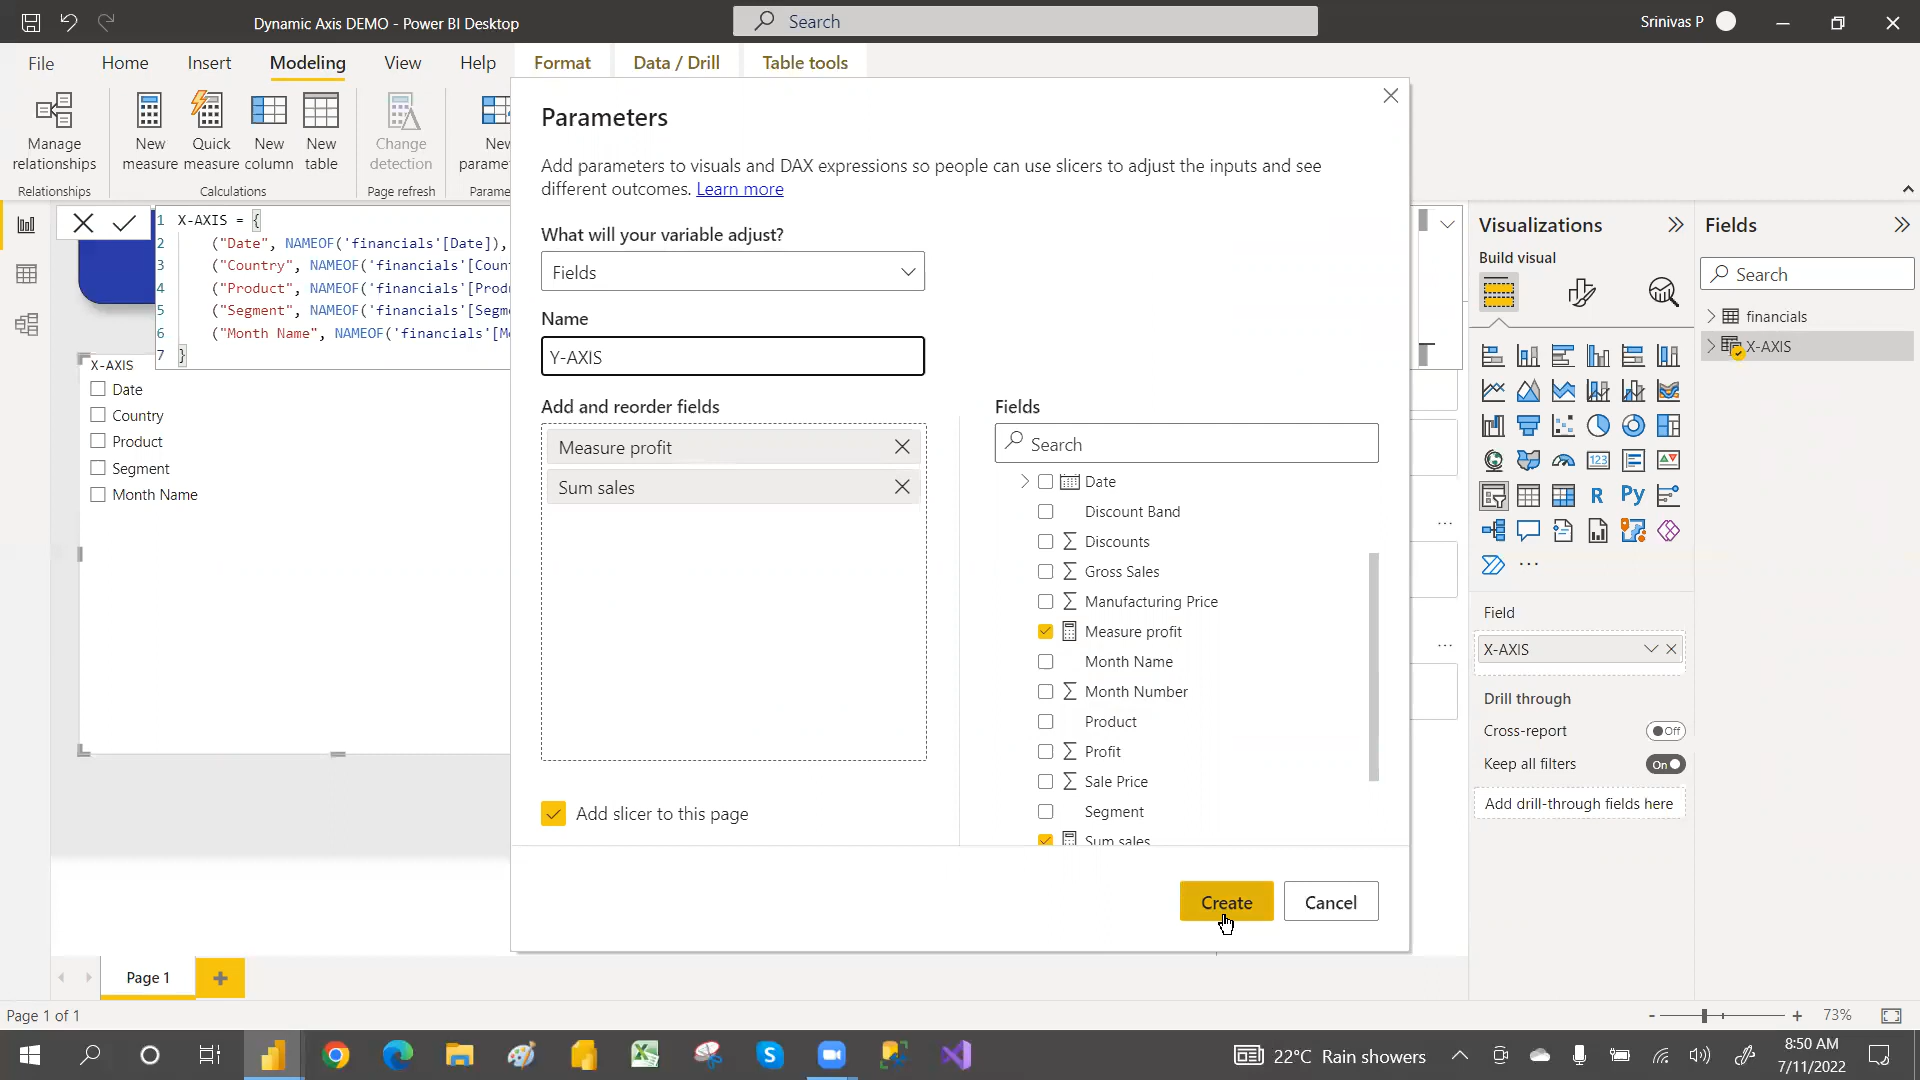 Dynamic Axis DEMO - Power BI Desktop
Search
Srinivas P
File
Home
Insert
Modeling
View
Help
Format
Data / Drill
Table tools
Manage
relationships
New
measure
Quick
measure
New
column
New
table
Change
detection
New
Relationships
Calculations
Page refresh
1 X-AXIS = {
2 ("Date", NAMEOF('financials'[Date]),
3 ("Country", NAMEOF('financials'[Coun
4 ("Product", NAMEOF('financials'[Prod
5 ("Segment", NAMEOF('financials'[Segm
6 ("Month Name", NAMEOF('financials'[Mo
7 }
X-AXIS
Date
Country
Product
Segment
Month Name
Parameters
Add parameters to visuals and DAX expressions so people can use slicers to adjust the inputs and see
different outcomes. Learn more
What will your variable adjust?
Fields
Name
Y-AXIS
Add and reorder fields
Measure profit
Sum sales
Add slicer to this page
Fields
Search
Date
Discount Band
Discounts
Gross Sales
Manufacturing Price
Measure profit
Month Name
Month Number
Product
Profit
Sale Price
Segment
Sum sales
Create
Cancel
Visualizations
Build visual
Field
X-AXIS
Drill through
Cross-report
Off
Keep all filters
On
Add drill-through fields here
Fields
Search
financials
X-AXIS
Page 1
Page 1 of 1
- + 73%
22°C Rain showers
8:50 AM
7/11/2022